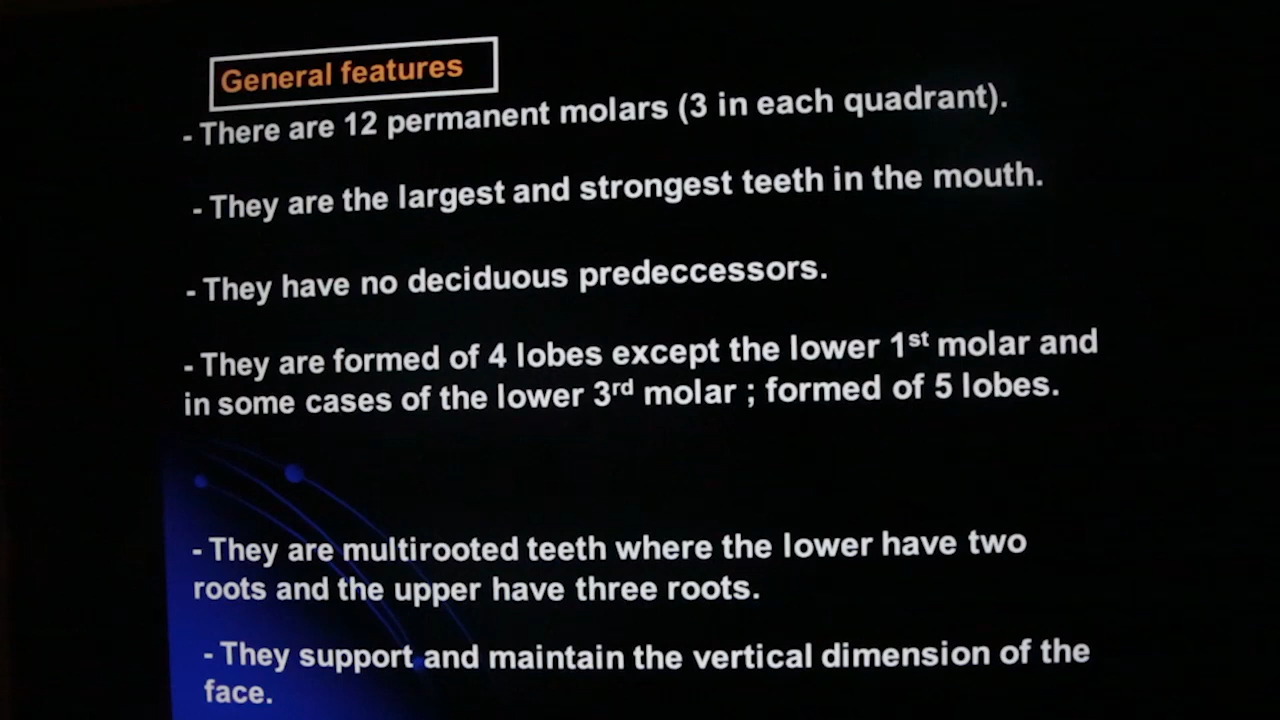 General features
- There are 12 permanent molars (3 in each quadrant).
- They are the largest and strongest teeth in the mouth.
- They have no deciduous predeccessors.
- They are formed of 4 lobes except the lower 1st molar and
in some cases of the lower 3rd molar ; formed of 5 lobes.
- They are multirooted teeth where the lower have two
roots and the upper have three roots.
- They support and maintain the vertical dimension of the
face.